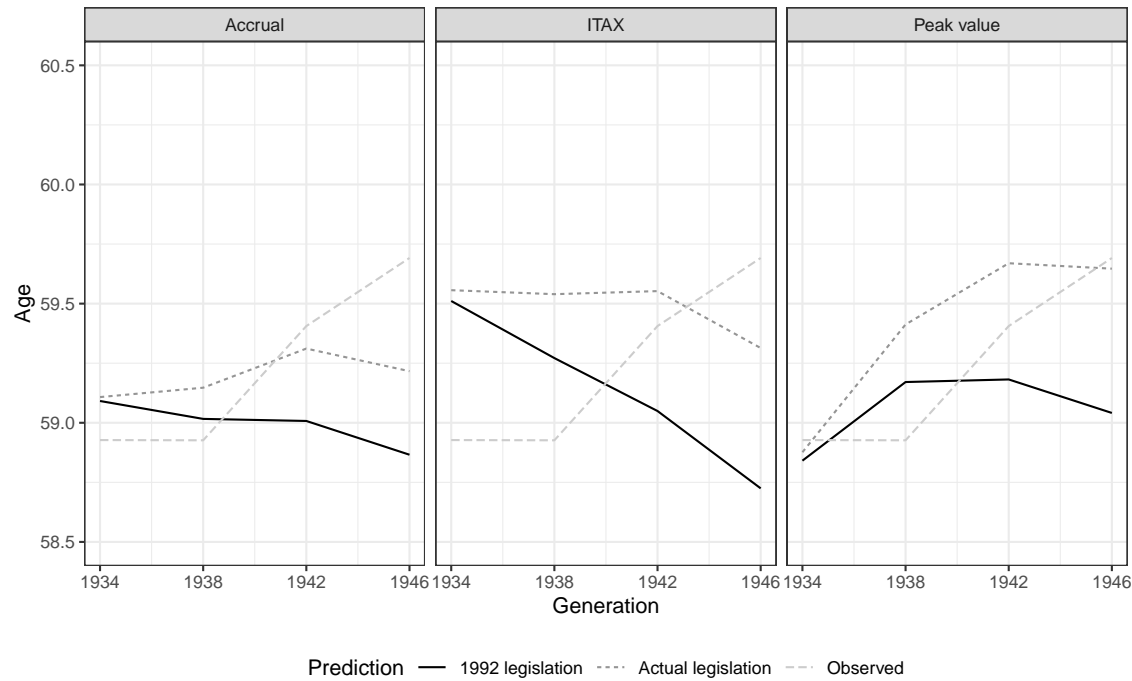 Accrual ITAX Peak value
60.5
60.0
59.5
59.0
58.5
Age
1934 1938 1942 1946 1934 1938 1942 1946 1934 1938 1942 1946
Generation
Prediction 1992 legislation Actual legislation Observed